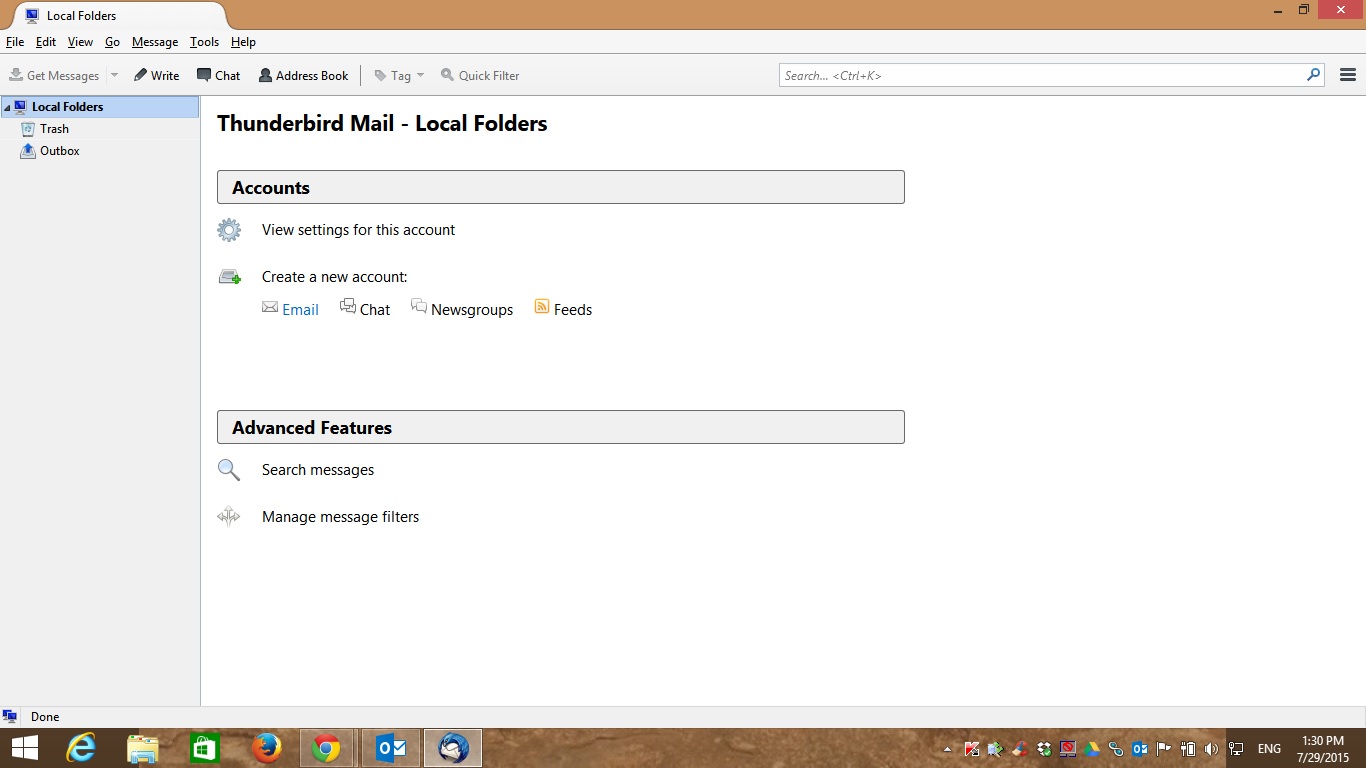 Local Folders
File Edit View Go Message Tools Help
Get Messages Write Chat Address Book Tag Quick Filter Search... <Ctrl+K>
Local Folders
Trash
Outbox
Thunderbird Mail - Local Folders
Accounts
View settings for this account
Create a new account:
Email Chat Newsgroups Feeds
Advanced Features
Search messages
Manage message filters
Done
ENG
1:30 PM
7/29/2015